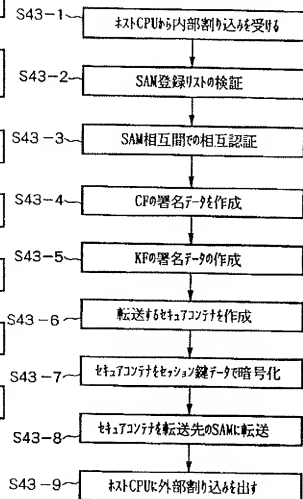 S43-1 ホストCPUから内部割り込みを受ける
S43-2 SAM登録リストの検証
S43-3 SAM相互間での相互認証
S43-4 CFの署名データを作成
S43-5 KFの署名データの作成
S43-6 転送するセキュアコンテナを作成
S43-7 セキュアコンテナをセッション鍵データで暗号化
S43-8 セキュアコンテナを転送先のSAMに転送
S43-9 ホストCPUに外部割り込みを出す